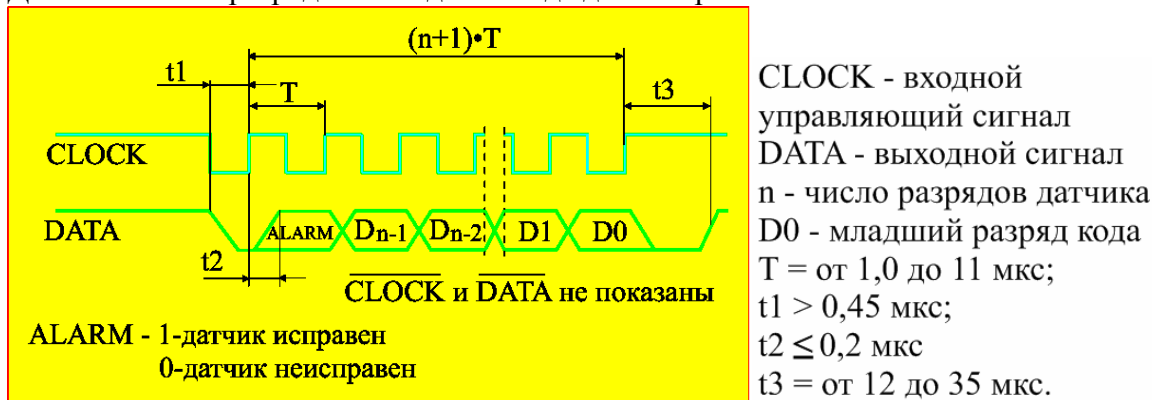 (n+1)•T
t1
T
t3
CLOCK
DATA
ALARM
Dn-1
Dn-2
D1
D0
t2
CLOCK и DATA не показаны
ALARM - 1-датчик исправен
0-датчик неисправен
CLOCK - входной
управляющий сигнал
DATA - выходной сигнал
n - число разрядов датчика
D0 - младший разряд кода
T = от 1,0 до 11 мкс;
t1 > 0,45 мкс;
t2 ≤ 0,2 мкс
t3 = от 12 до 35 мкс.